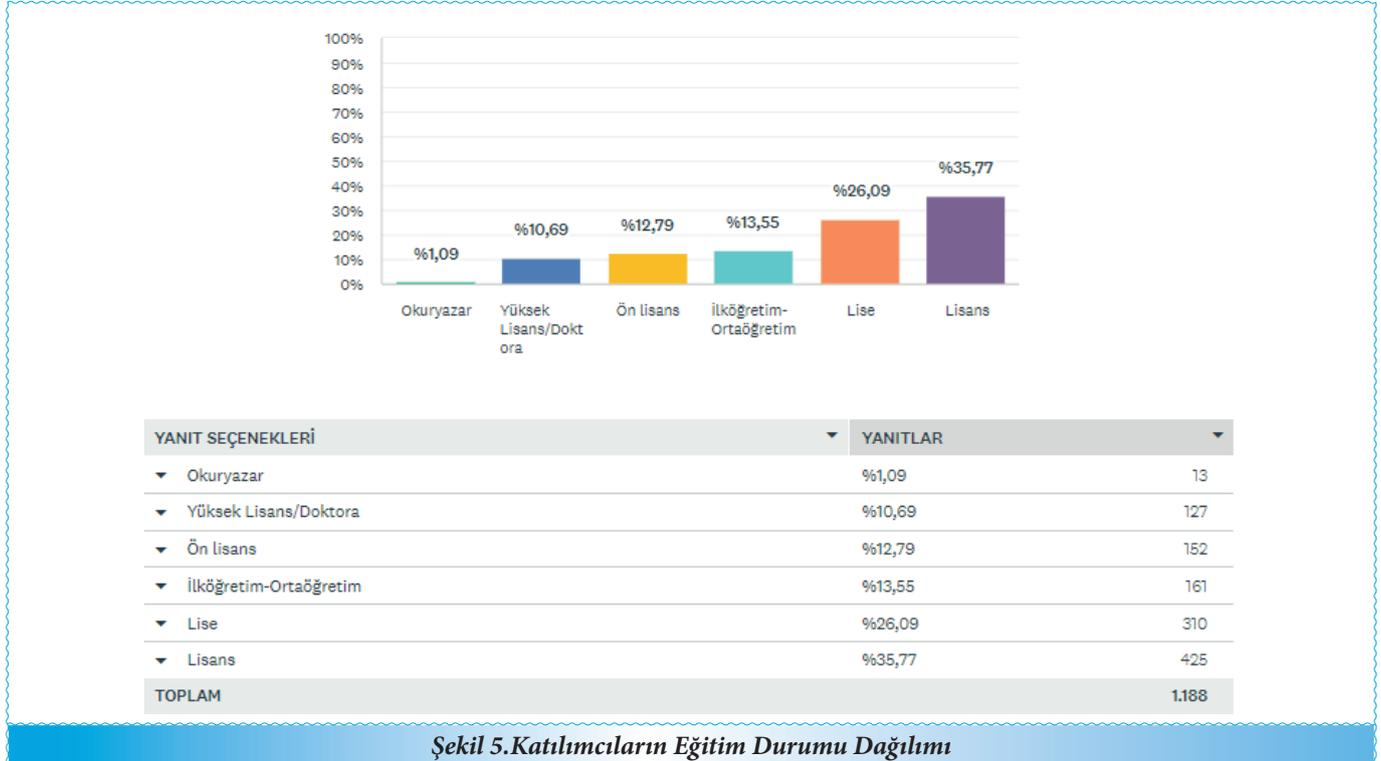 100%
90%
80%
70%
60%
50%
40%
30%
20%
10%
0%
%1,09
%10,69
%12,79
%13,55
%26,09
%35,77
Okuryazar
Yüksek
Lisans/Dokt
ora
Ön lisans
İlköğretim-
Ortaöğretim
Lise
Lisans
YANIT SEÇENEKLERİ YANITLAR
Okuryazar %1,09 13
Yüksek Lisans/Doktora %10,69 127
Ön lisans %12,79 152
İlköğretim-Ortaöğretim %13,55 161
Lise %26,09 310
Lisans %35,77 425
TOPLAM 1.188
Şekil 5.Katılımcıların Eğitim Durumu Dağılımı